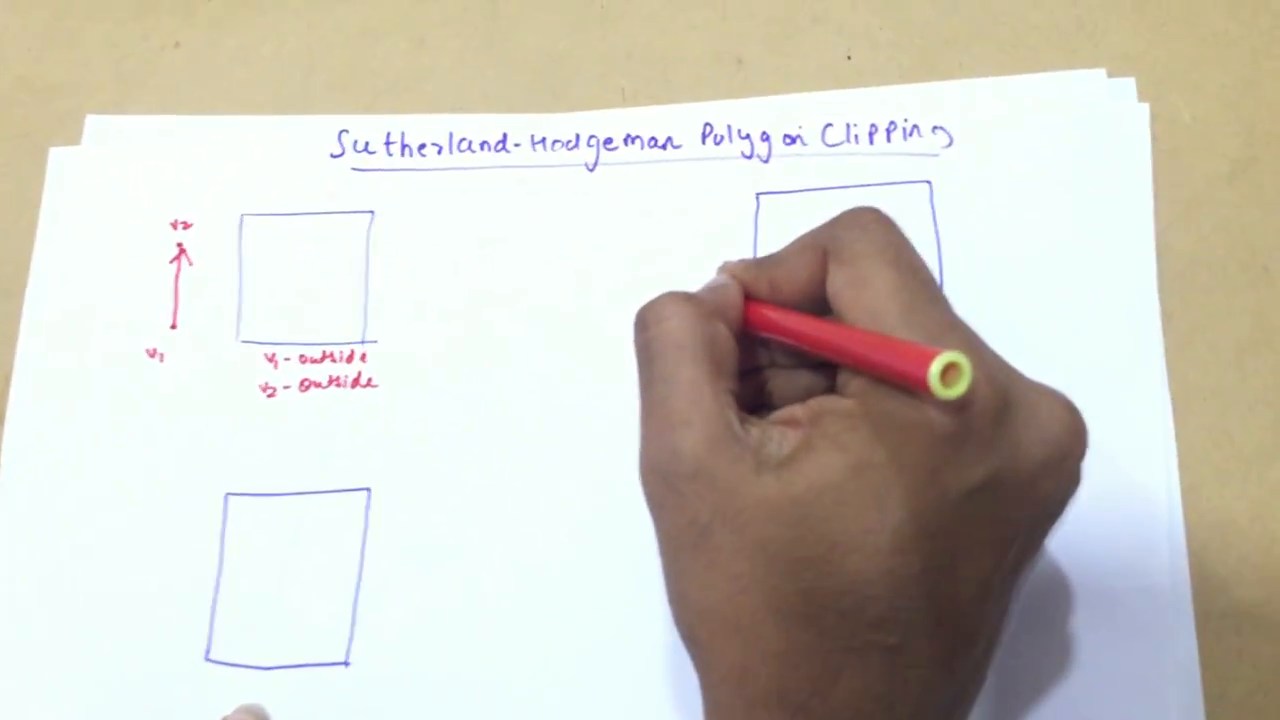 Sutherland-Hodgeman Polygon Clipping
v2
v1
v1 - outside
v2 - outside